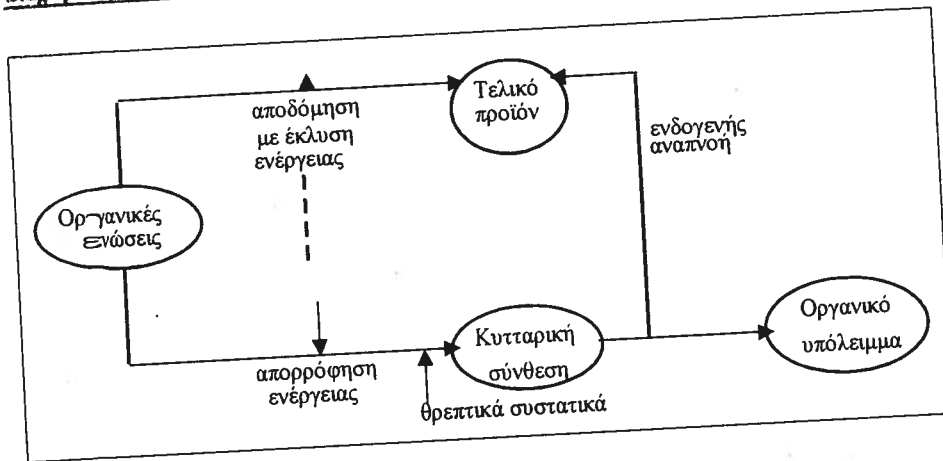 Τελικό
προϊόν
αποδόμηση
με έκλυση
ενέργειας
ενδογενής
αναπνοή
Οργανικές
ενώσεις
Κυτταρική
σύνθεση
Οργανικό
υπόλειμμα
απορρόφηση
ενέργειας
θρεπτικά συστατικά